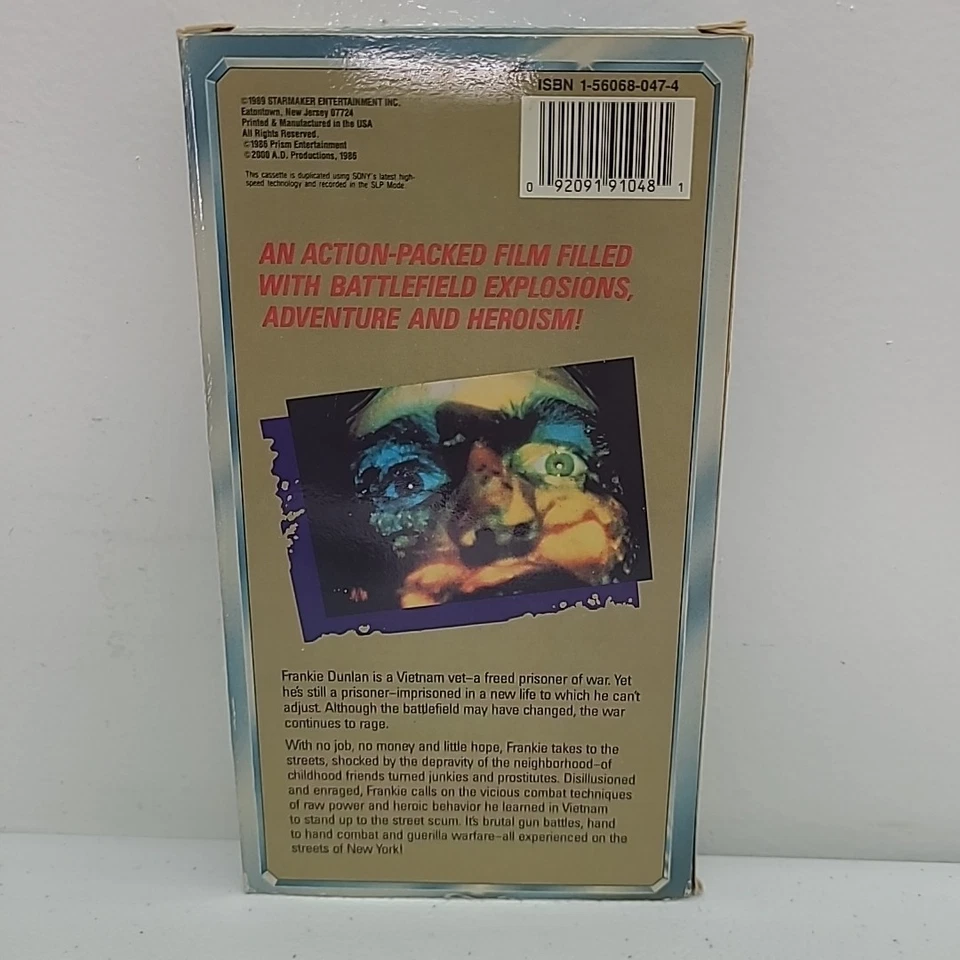 ©1989 STARMAKER ENTERTAINMENT INC.
Eatontown, New Jersey 07724
Printed & Manufactured in the USA
All Rights Reserved.
©1986 Prism Entertainment
©2000 A.D. Productions, 1986
This cassette is duplicated using SONY's latest high-
speed technology and recorded in the SLP Mode.
ISBN 1-56068-047-4
0 92091 91048 1
AN ACTION-PACKED FILM FILLED
WITH BATTLEFIELD EXPLOSIONS,
ADVENTURE AND HEROISM!
Frankie Dunlan is a Vietnam vet–a freed prisoner of war. Yet
he's still a prisoner–imprisoned in a new life to which he can't
adjust. Although the battlefield may have changed, the war
continues to rage.
With no job, no money and little hope, Frankie takes to the
streets, shocked by the depravity of the neighborhood–of
childhood friends turned junkies and prostitutes. Disillusioned
and enraged, Frankie calls on the vicious combat techniques
of raw power and heroic behavior he learned in Vietnam
to stand up to the street scum. It's brutal gun battles, hand
to hand combat and guerilla warfare–all experienced on the
streets of New York!